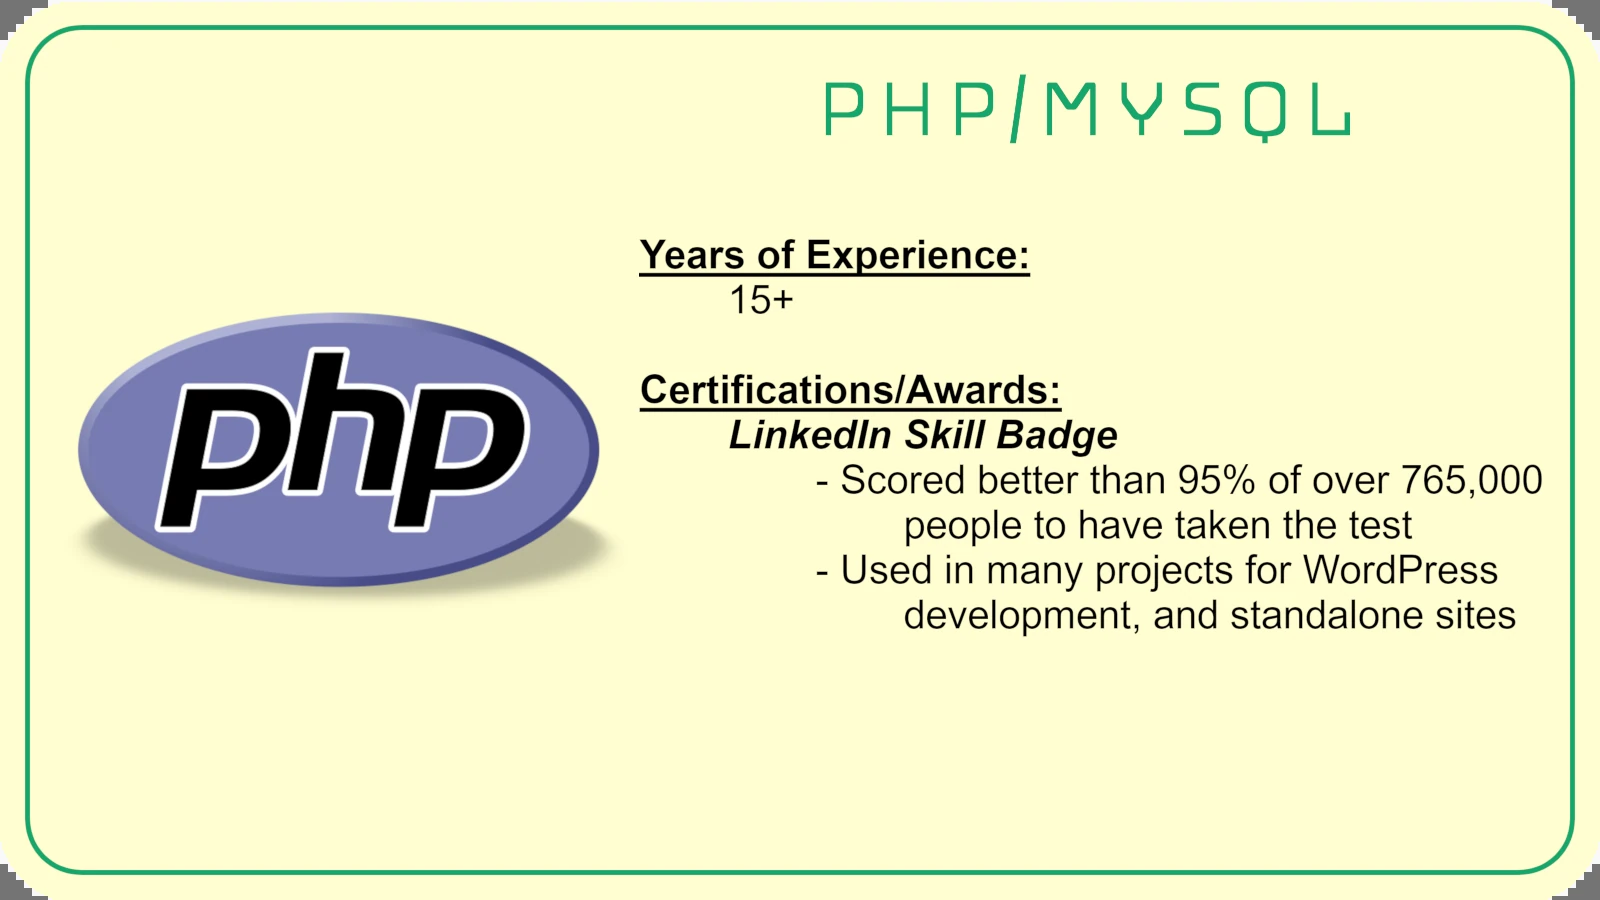 PHP/MYSQL
php
Years of Experience:
15+
Certifications/Awards:
LinkedIn Skill Badge
- Scored better than 95% of over 765,000
people to have taken the test
- Used in many projects for WordPress
development, and standalone sites